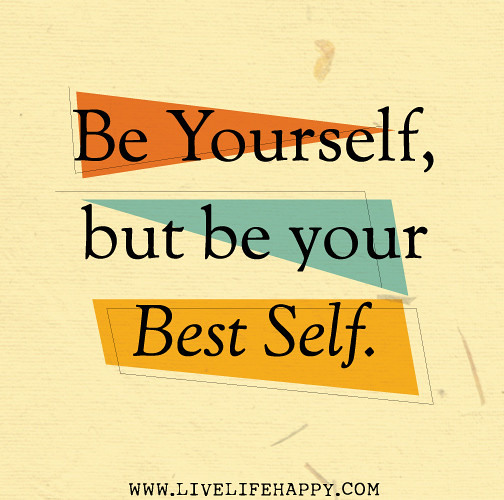 Be Yourself,
but be your
Best Self.
WWW.LIVELIFEHAPPY.COM